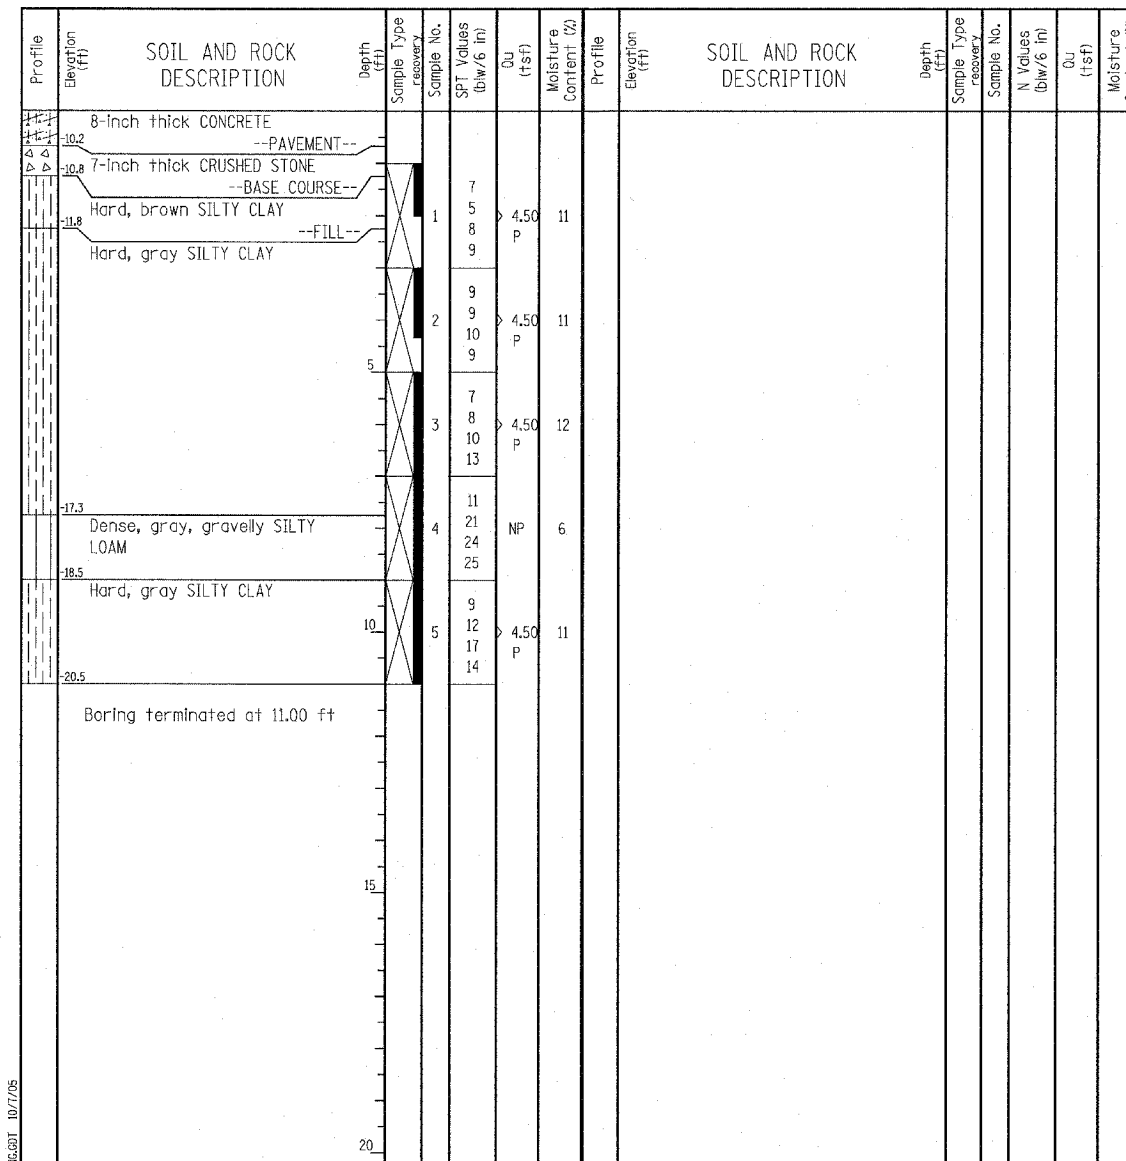 Profile
Elevation
(ft)
SOIL AND ROCK
DESCRIPTION
Depth
(ft)
Sample Type
recovery
Sample No.
SPT Values
(blw/6 in)
Qu
(tsf)
Moisture
Content (%)
Profile
Elevation
(ft)
SOIL AND ROCK
DESCRIPTION
Depth
(ft)
Sample Type
recovery
Sample No.
N Values
(blw/6 in)
Qu
(tsf)
Moisture
8-inch thick CONCRETE
-10.2
--PAVEMENT--
7-inch thick CRUSHED STONE
-10.8
--BASE COURSE--
Hard, brown SILTY CLAY
-11.8
--FILL--
Hard, gray SILTY CLAY
7
5
1
> 4.50
11
8
P
9
9
9
2
> 4.50
11
10
P
9
5
7
8
3
> 4.50
12
10
P
13
-17.3
11
Dense, gray, gravelly SILTY
21
4
NP
6
LOAM
24
25
-18.5
Hard, gray SILTY CLAY
9
10
12
5
> 4.50
11
17
P
14
-20.5
Boring terminated at 11.00 ft
15
20
NG.GDT 10/7/05